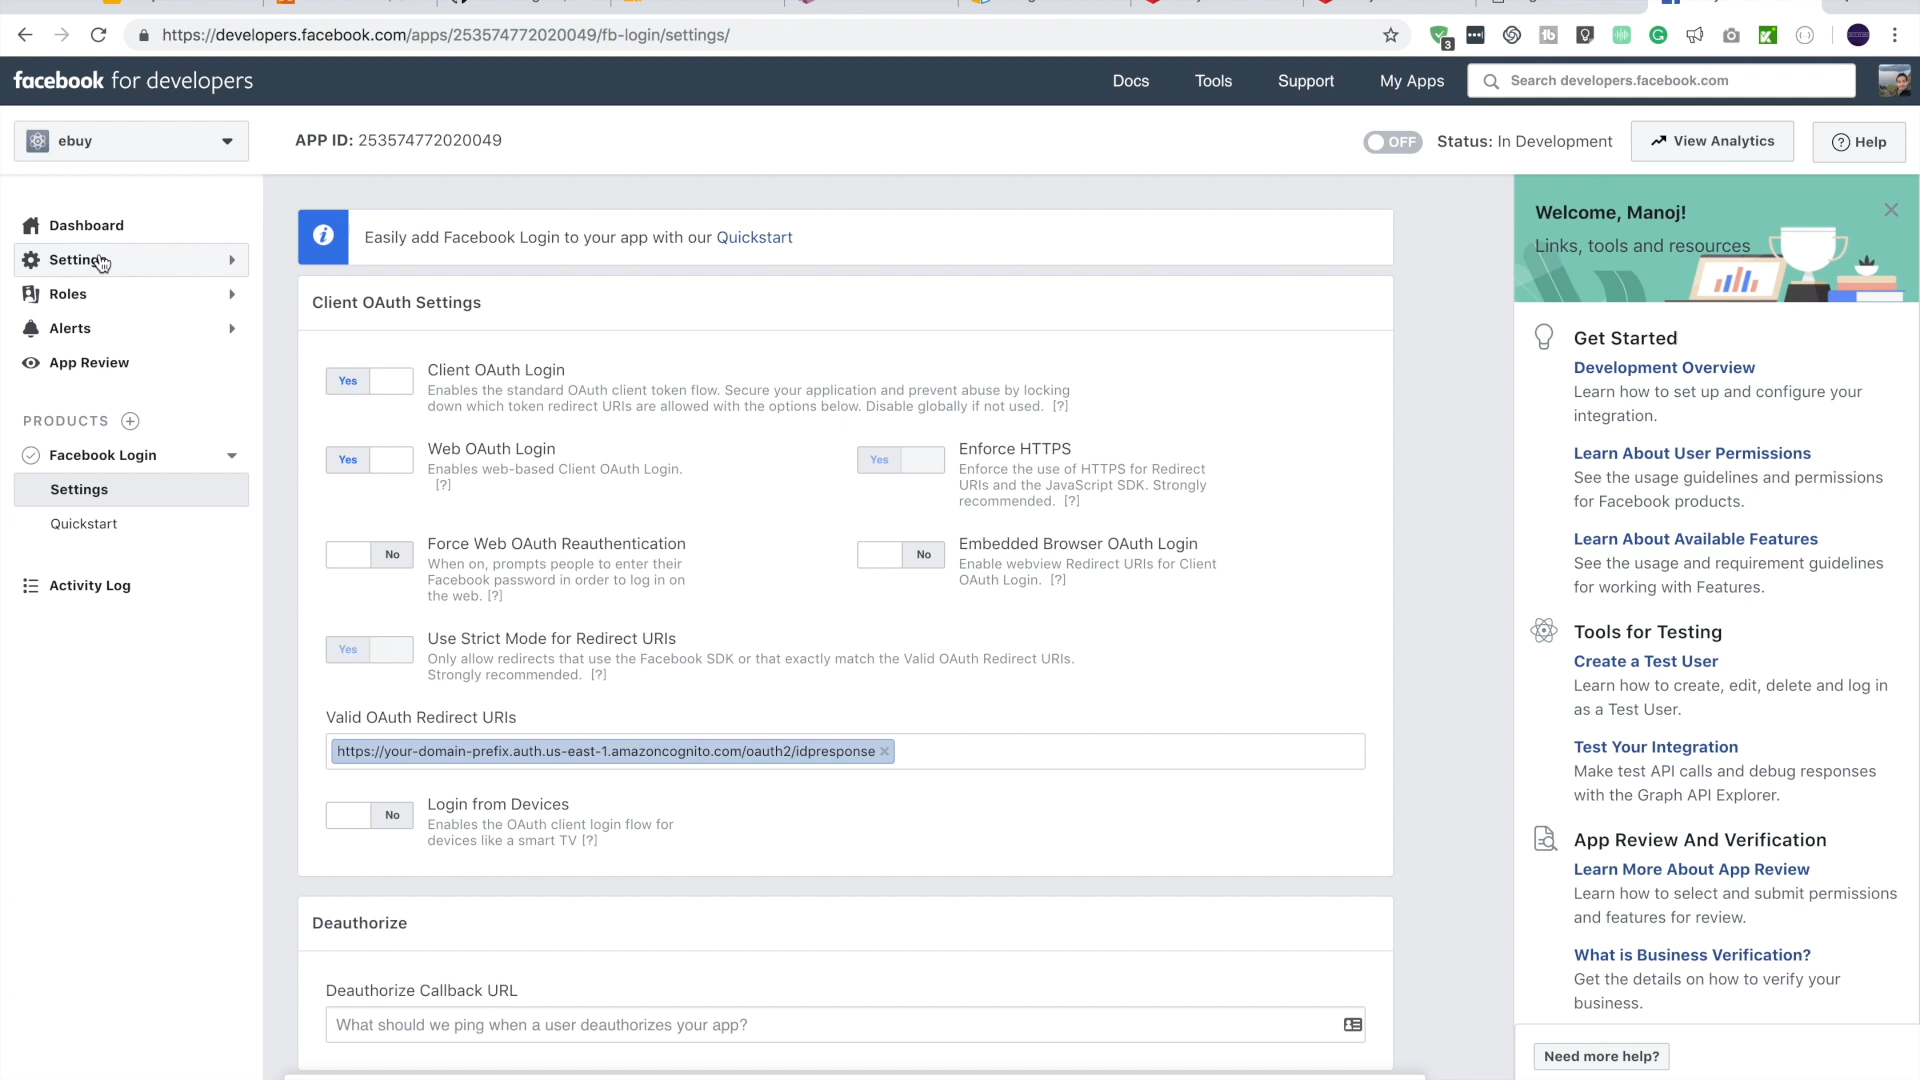 https://developers.facebook.com/apps/253574772020049/fb-login/settings/
3
facebook for developers
Docs
Tools
Support
My Apps
Search developers.facebook.com
ebuy
APP ID: 253574772020049
OFF
Status: In Development
View Analytics
Help
Dashboard
Settings
Roles
Alerts
App Review
PRODUCTS
Facebook Login
Settings
Quickstart
Activity Log
Easily add Facebook Login to your app with our Quickstart
Client OAuth Settings
Yes
Client OAuth Login
Enables the standard OAuth client token flow. Secure your application and prevent abuse by locking
down which token redirect URIs are allowed with the options below. Disable globally if not used. [?]
Yes
Web OAuth Login
Enables web-based Client OAuth Login.
[?]
Yes
Enforce HTTPS
Enforce the use of HTTPS for Redirect
URIs and the JavaScript SDK. Strongly
recommended. [?]
No
Force Web OAuth Reauthentication
When on, prompts people to enter their
Facebook password in order to log in on
the web. [?]
No
Embedded Browser OAuth Login
Enable webview Redirect URIs for Client
OAuth Login. [?]
Yes
Use Strict Mode for Redirect URIs
Only allow redirects that use the Facebook SDK or that exactly match the Valid OAuth Redirect URIs.
Strongly recommended. [?]
Valid OAuth Redirect URIs
https://your-domain-prefix.auth.us-east-1.amazoncognito.com/oauth2/idpresponse
No
Login from Devices
Enables the OAuth client login flow for
devices like a smart TV [?]
Deauthorize
Deauthorize Callback URL
What should we ping when a user deauthorizes your app?
Welcome, Manoj!
Links, tools and resources
Get Started
Development Overview
Learn how to set up and configure your
integration.
Learn About User Permissions
See the usage guidelines and permissions
for Facebook products.
Learn About Available Features
See the usage and requirement guidelines
for working with Features.
Tools for Testing
Create a Test User
Learn how to create, edit, delete and log in
as a Test User.
Test Your Integration
Make test API calls and debug responses
with the Graph API Explorer.
App Review And Verification
Learn More About App Review
Learn how to select and submit permissions
and features for review.
What is Business Verification?
Get the details on how to verify your
business.
Need more help?